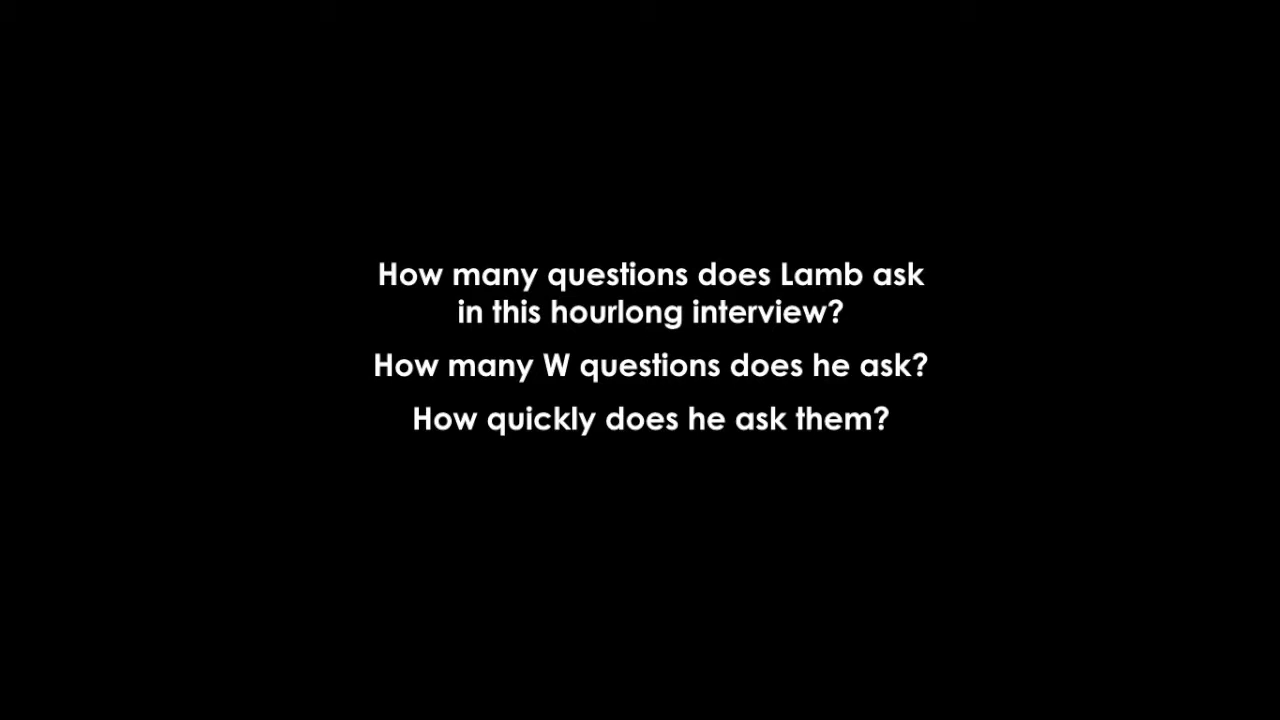 How many questions does Lamb ask
in this hourlong interview?
How many W questions does he ask?
How quickly does he ask them?